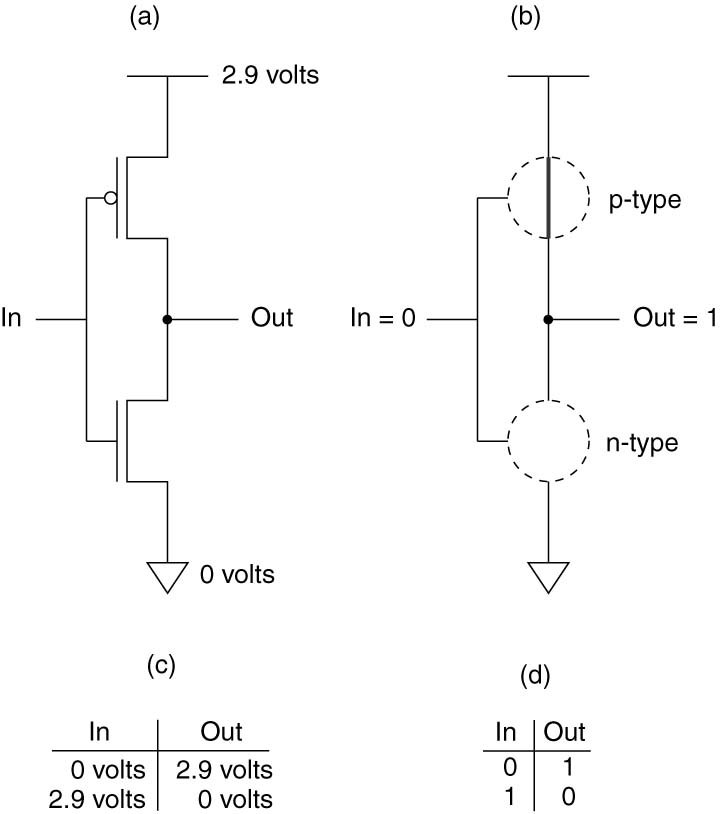 (a)
2.9 volts
In
Out
0 volts
(b)
p-type
In = 0
Out = 1
n-type
(c)
In Out
0 volts 2.9 volts
2.9 volts 0 volts
(d)
In Out
0 1
1 0